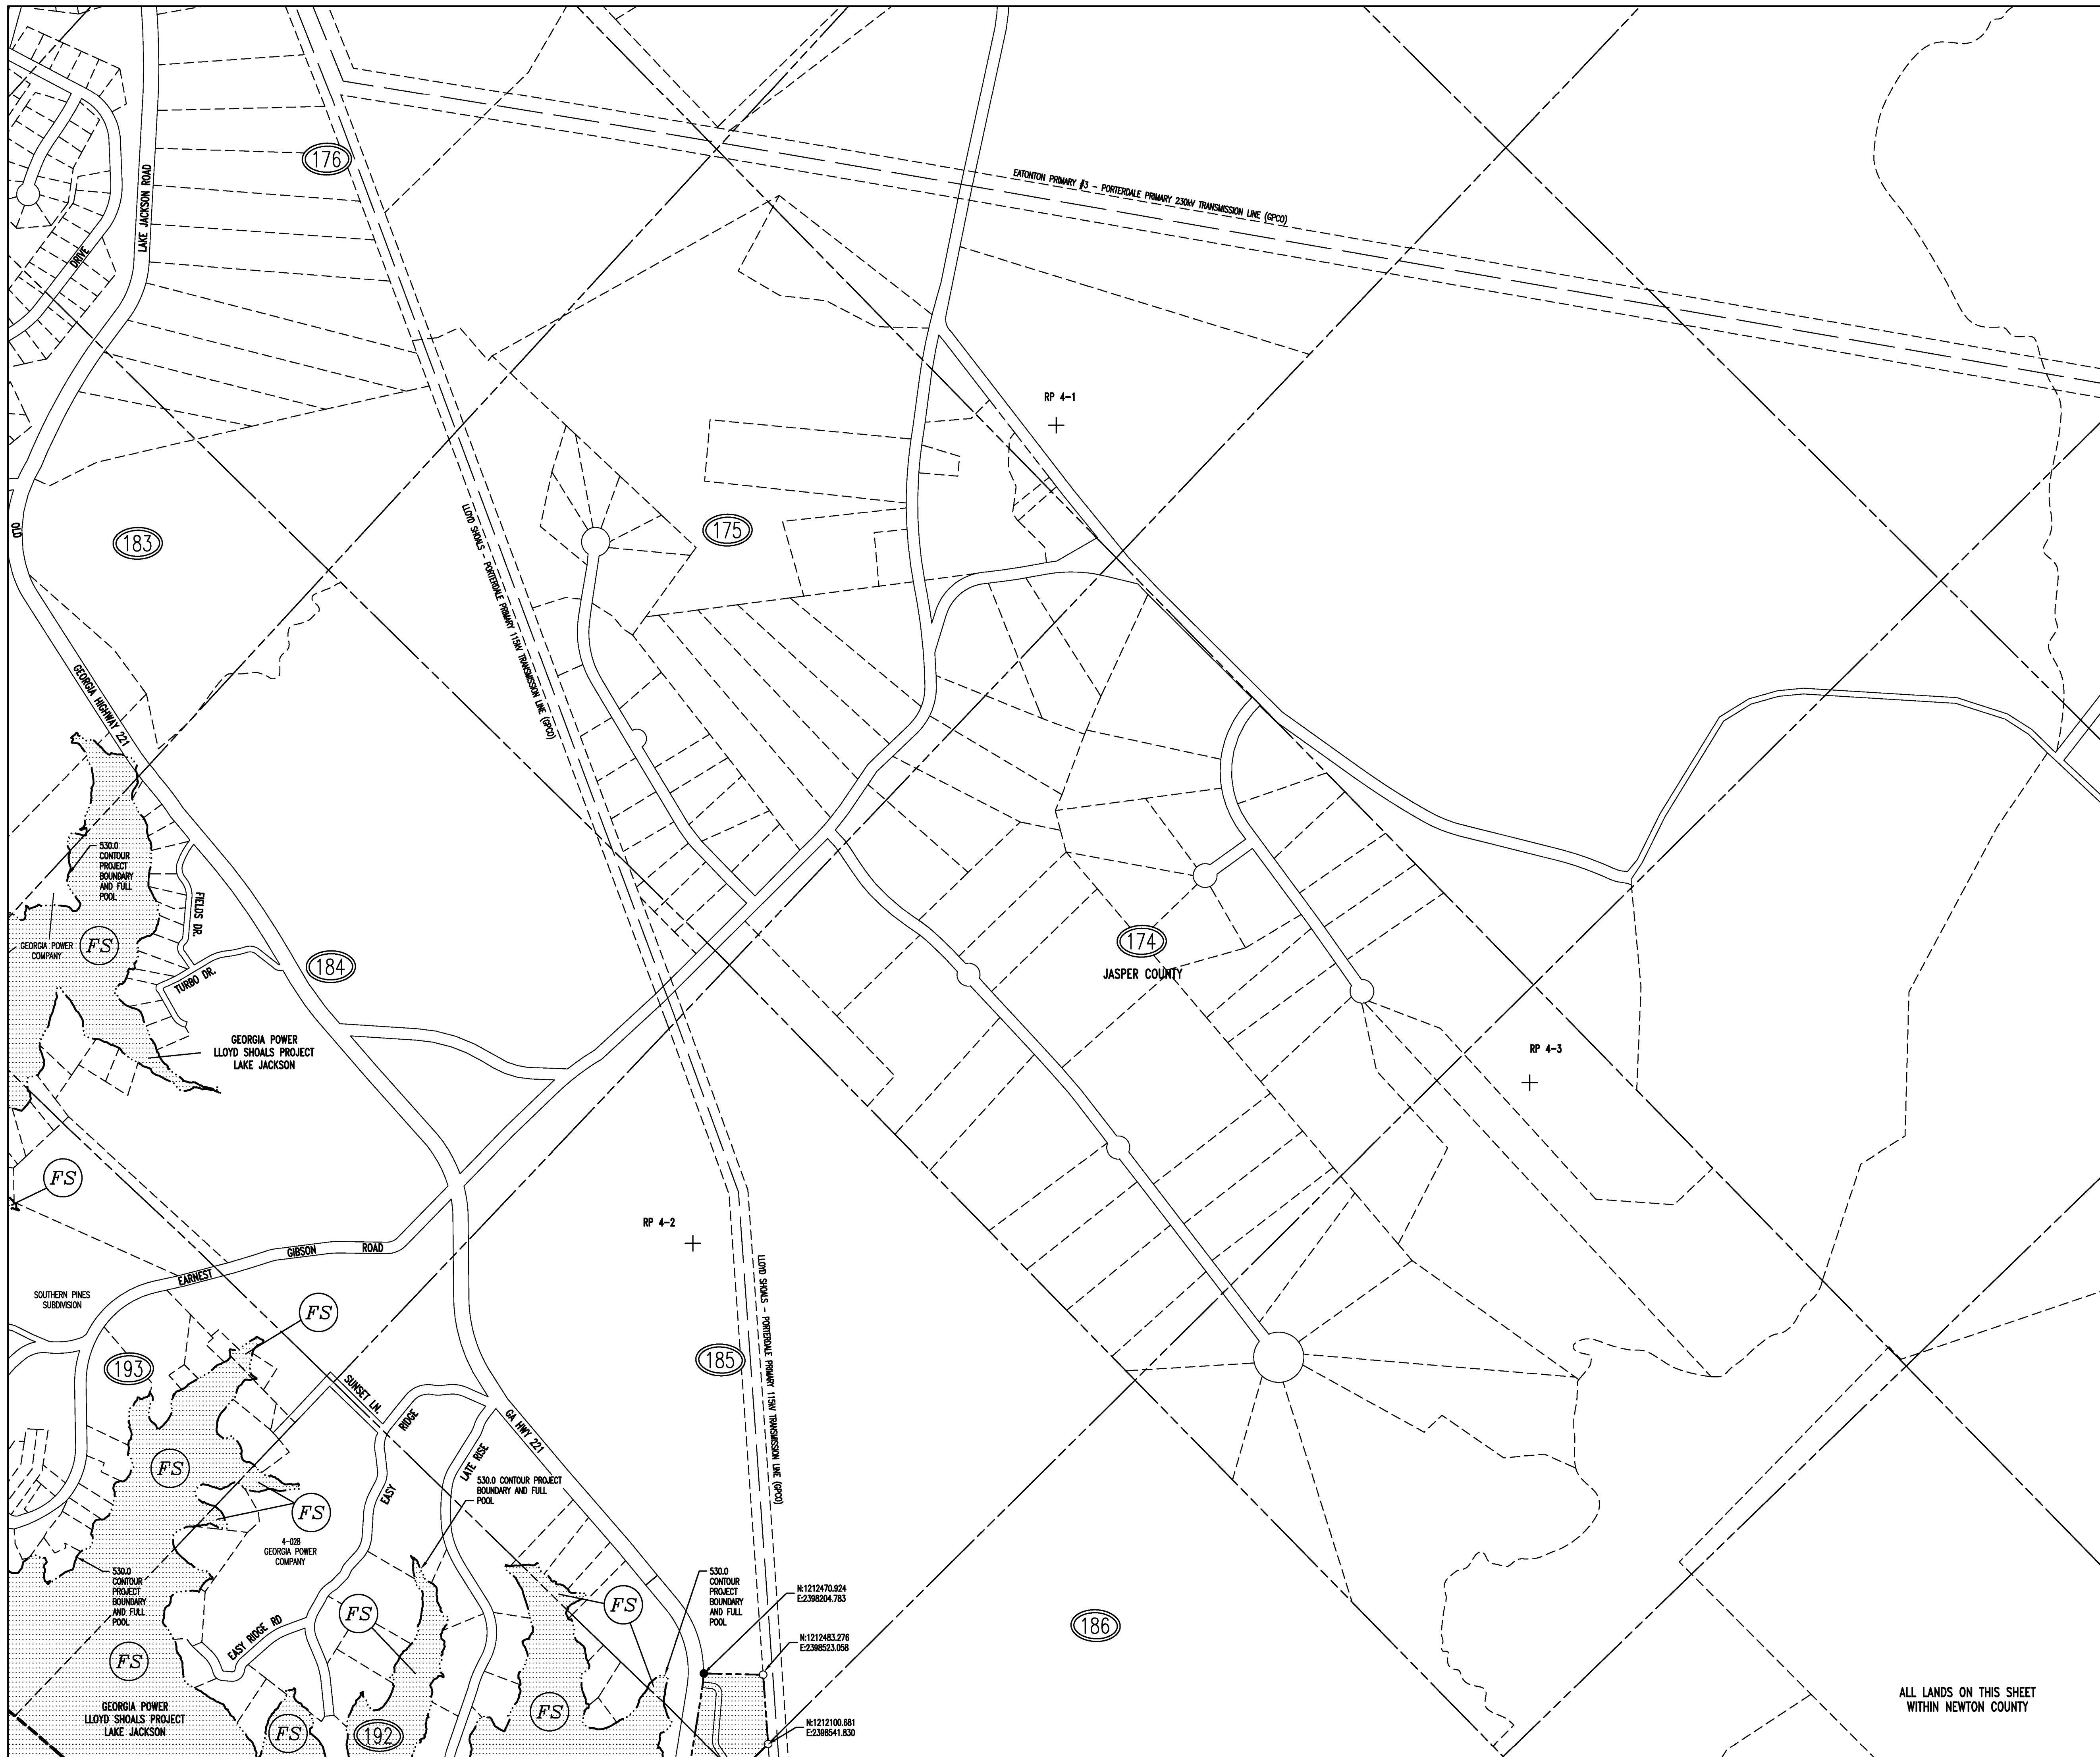 176
LAKE JACKSON ROAD
EATONTON PRIMARY #3 - PORTERDALE PRIMARY 230kV TRANSMISSION LINE (GPCO)
DRIVE
RP 4-1
OLD
183
175
LLOYD SHOALS - PORTERDALE PRIMARY 115kV TRANSMISSION LINE (GPCO)
GEORGIA HIGHWAY 221
530.0
CONTOUR
PROJECT
BOUNDARY
AND FULL
POOL
FIELDS DR.
GEORGIA POWER
COMPANY
FS
184
TURBO DR.
174
JASPER COUNTY
GEORGIA POWER
LLOYD SHOALS PROJECT
LAKE JACKSON
RP 4-3
FS
RP 4-2
EARNEST GIBSON ROAD
SOUTHERN PINES
SUBDIVISION
FS
LLOYD SHOALS - PORTERDALE PRIMARY 115kV TRANSMISSION LINE (GPCO)
193
185
SUNSET LN.
EASY RIDGE
LATE RISE
GA HWY 221
FS
530.0 CONTOUR PROJECT
BOUNDARY AND FULL
POOL
FS
4-028
GEORGIA POWER
COMPANY
530.0
CONTOUR
PROJECT
BOUNDARY
AND FULL
POOL
530.0
CONTOUR
PROJECT
BOUNDARY
AND FULL
POOL
N:1212470.924
E:2398204.783
FS
FS
EASY RIDGE RD
186
N:1212483.276
E:2398523.058
FS
GEORGIA POWER
LLOYD SHOALS PROJECT
LAKE JACKSON
FS
192
FS
N:1212100.681
E:2398541.830
ALL LANDS ON THIS SHEET
WITHIN NEWTON COUNTY